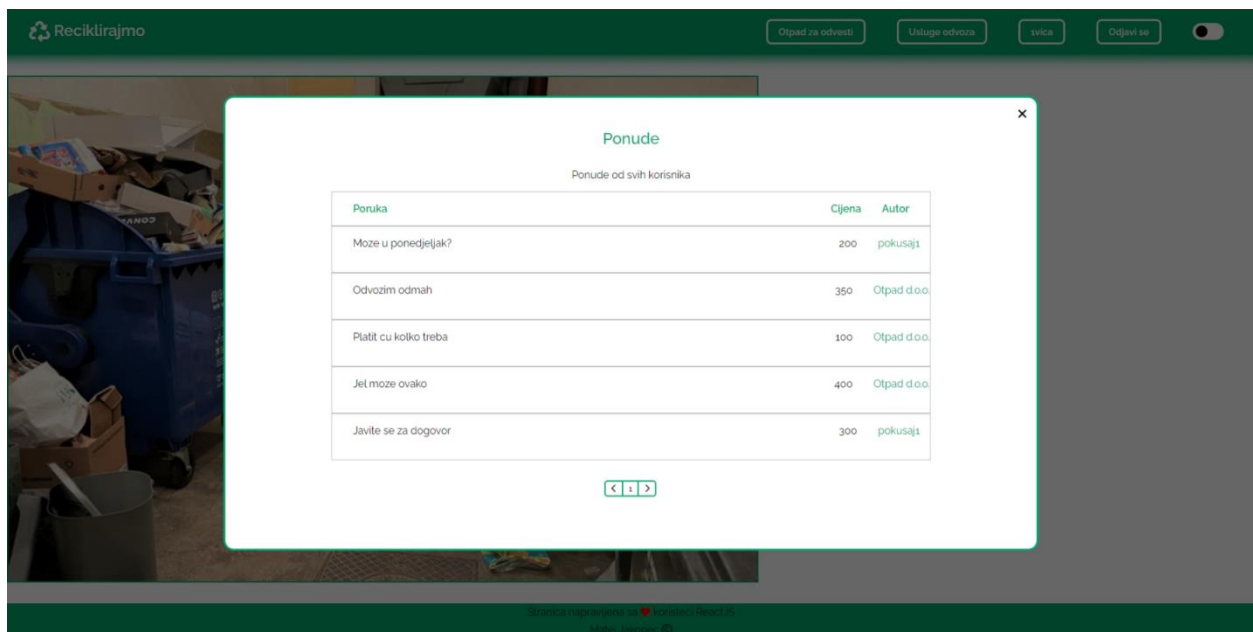 Reciklirajmo
Otpad za odvesti Usluge odvoza svica Odjavi se
Ponude
Ponude od svih korisnika
Poruka Cijena Autor
Moze u ponedjeljak? 200 pokusaj1
Odvozim odmah 350 Otpad d.o.o.
Platit cu kolko treba 100 Otpad d.o.o.
Jel moze ovako 400 Otpad d.o.o.
Javite se za dogovor 300 pokusaj1
< 1 >
Stranica napravljena sa ❤ koristeći ReactJS